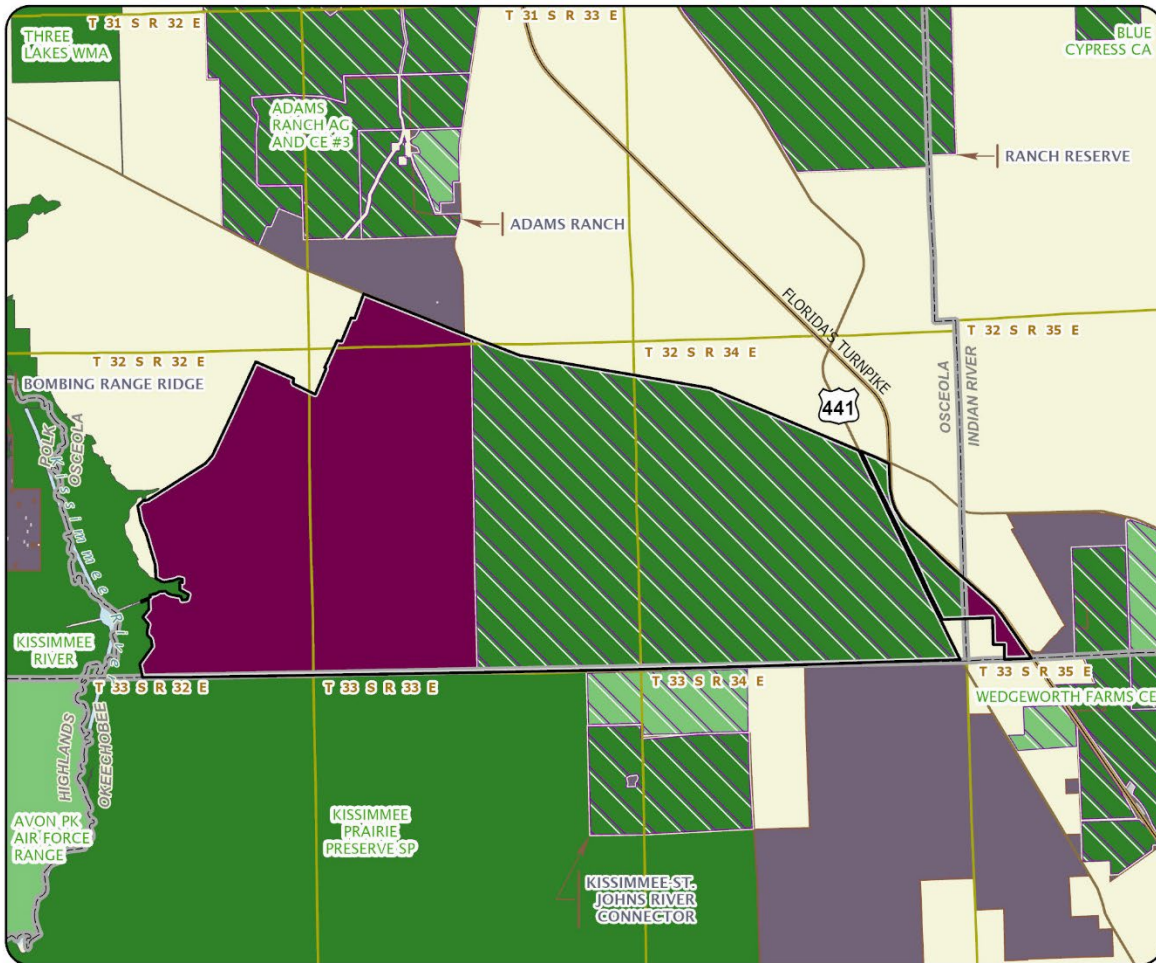 T 31 S R 32 E
T 31 S R 33 E
THREE
LAKES WMA
BLUE
CYPRESS CA
ADAMS
RANCH AG
AND CE #3
RANCH RESERVE
ADAMS RANCH
FLORIDA'S TURNPIKE
T 32 S R 32 E
T 32 S R 34 E
T 32 S R 35 E
BOMBING RANGE RIDGE
441
OSCEOLA
INDIAN RIVER
POLK
OSCEOLA
Kissimmee River
KISSIMMEE
RIVER
T 33 S R 32 E
T 33 S R 33 E
T 33 S R 34 E
T 33 S R 35 E
WEDGEWORTH FARMS CE
HIGHLANDS
OKEECHOBEE
AVON PK
AIR FORCE
RANGE
KISSIMMEE
PRAIRIE
PRESERVE SP
KISSIMMEE-ST.
JOHNS RIVER
CONNECTOR